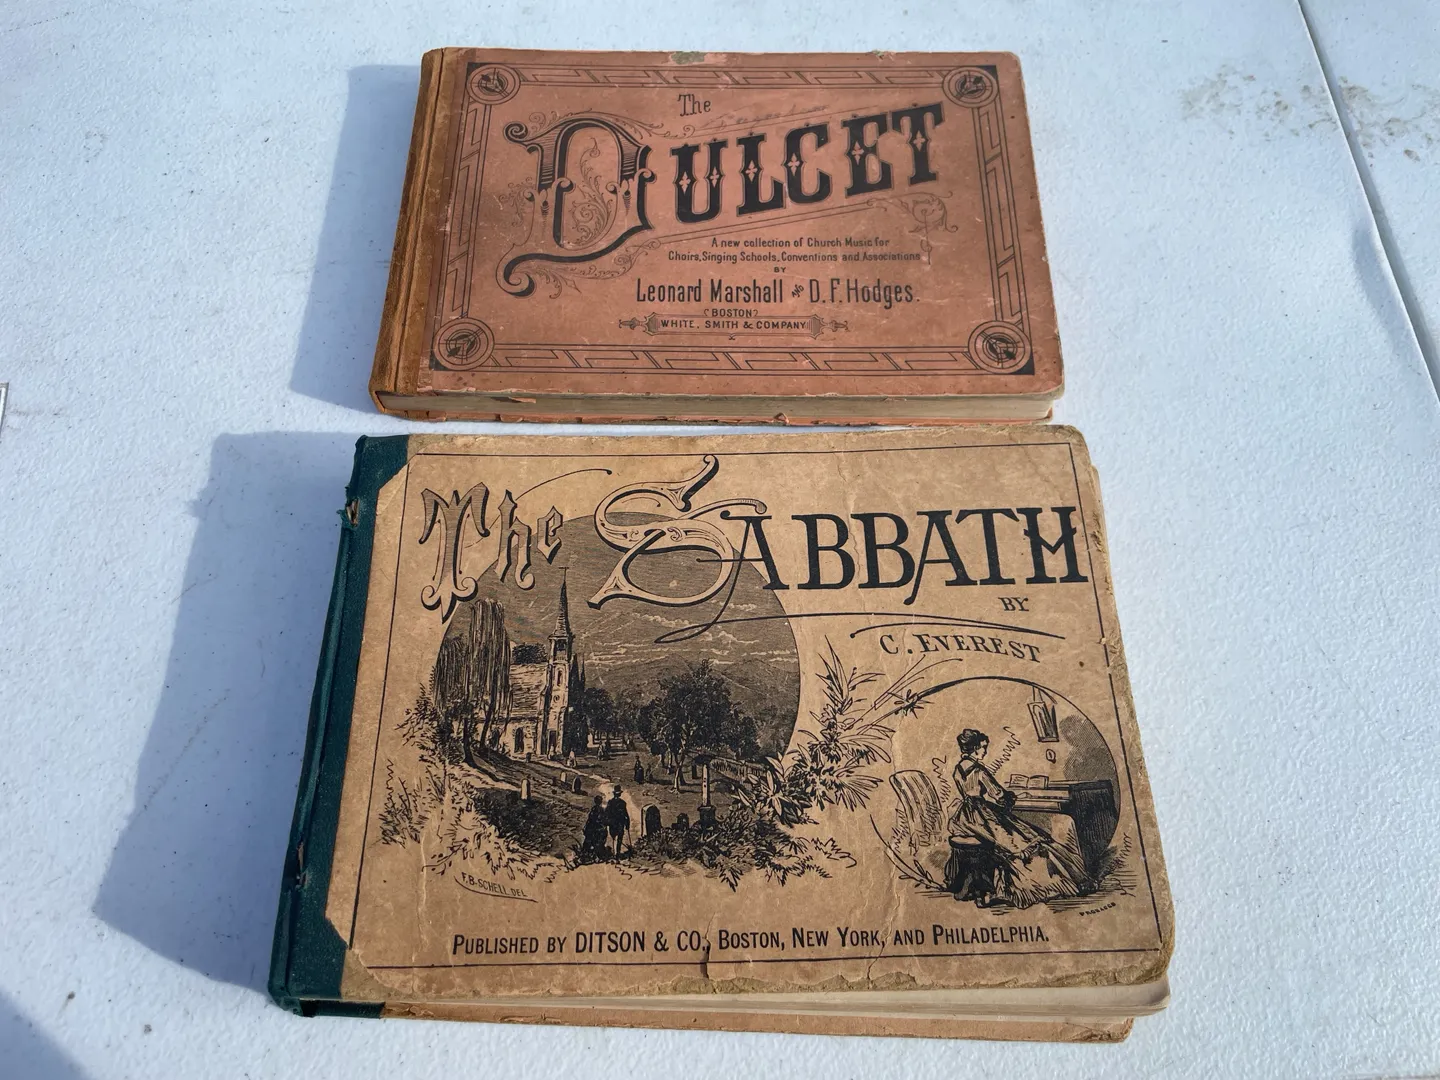 The
DULCET
A new collection of Church Music for
Choirs, Singing Schools, Conventions and Associations
BY
Leonard Marshall AND D. F. Hodges.
BOSTON
WHITE, SMITH & COMPANY
The SABBATH
BY
C. EVEREST
F.B. SCHELL DEL
PUBLISHED BY DITSON & CO., BOSTON, NEW YORK, AND PHILADELPHIA.